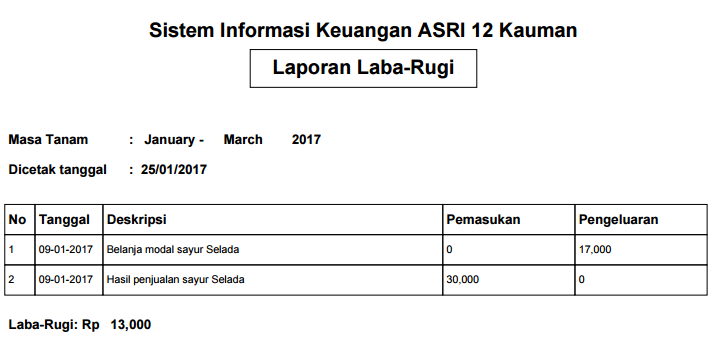 Sistem Informasi Keuangan ASRI 12 Kauman
Laporan Laba-Rugi
Masa Tanam : January - March 2017
Dicetak tanggal : 25/01/2017
No Tanggal Deskripsi Pemasukan Pengeluaran
1 09-01-2017 Belanja modal sayur Selada 0 17,000
2 09-01-2017 Hasil penjualan sayur Selada 30,000 0
Laba-Rugi: Rp 13,000